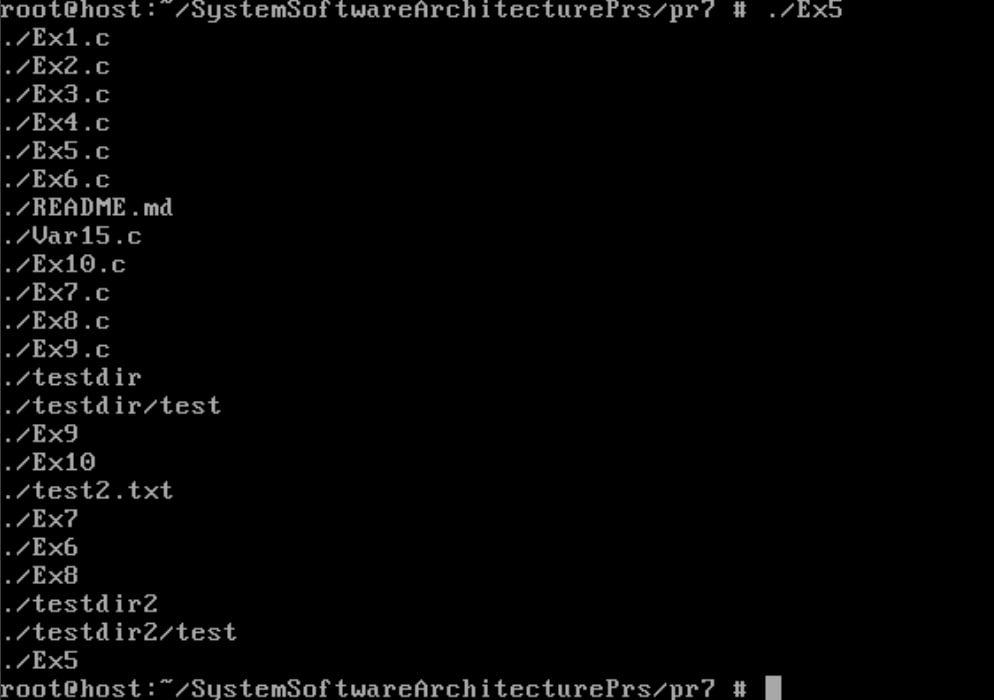 root@host:~/SystemSoftwareArchitecturePrs/pr7 # ./Ex5
./Ex1.c
./Ex2.c
./Ex3.c
./Ex4.c
./Ex5.c
./Ex6.c
./README.md
./Var15.c
./Ex10.c
./Ex7.c
./Ex8.c
./Ex9.c
./testdir
./testdir/test
./Ex9
./Ex10
./test2.txt
./Ex7
./Ex6
./Ex8
./testdir2
./testdir2/test
./Ex5
root@host:~/SystemSoftwareArchitecturePrs/pr7 #